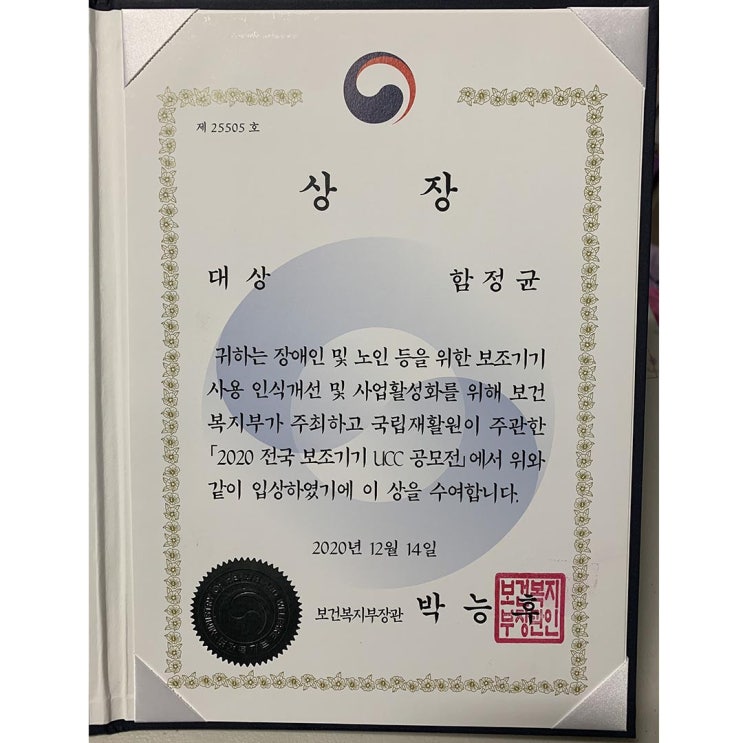 제 25505 호
상 장
대 상 함 정 균
귀하는 장애인 및 노인 등을 위한 보조기기
사용 인식개선 및 사업활성화를 위해 보건
복지부가 주최하고 국립재활원이 주관한
「2020 전국 보조기기 UCC 공모전」에서 위와
같이 입상하였기에 이 상을 수여합니다.
2020년 12월 14일
보건복지부장관 박 능 후
보건복지
부장관인